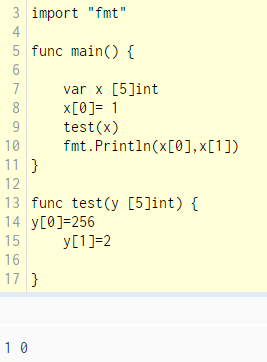 3 import "fmt"
4
5 func main() {
6
7 var x [5]int
8 x[0]= 1
9 test(x)
10 fmt.Println(x[0],x[1])
11 }
12
13 func test(y [5]int) {
14 y[0]=256
15 y[1]=2
16
17 }
1 0